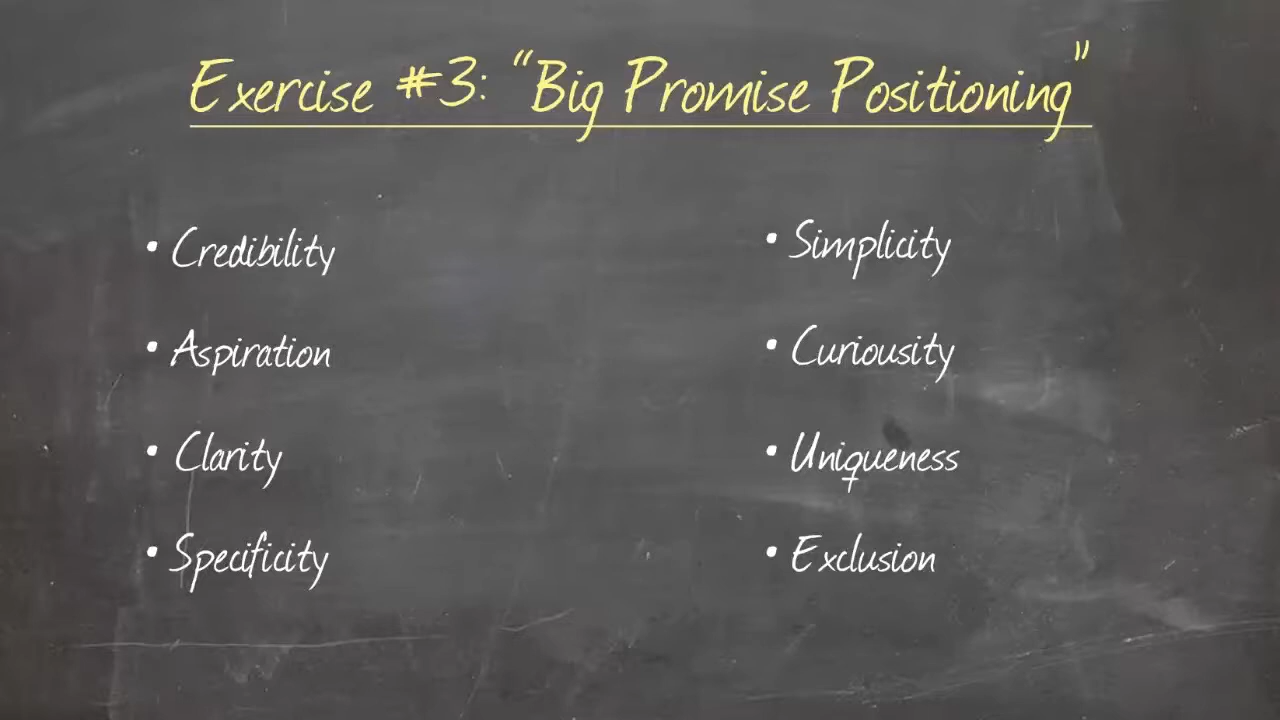 Exercise #3: "Big Promise Positioning"
• Credibility
• Aspiration
• Clarity
• Specificity
• Simplicity
• Curiousity
• Uniqueness
• Exclusion